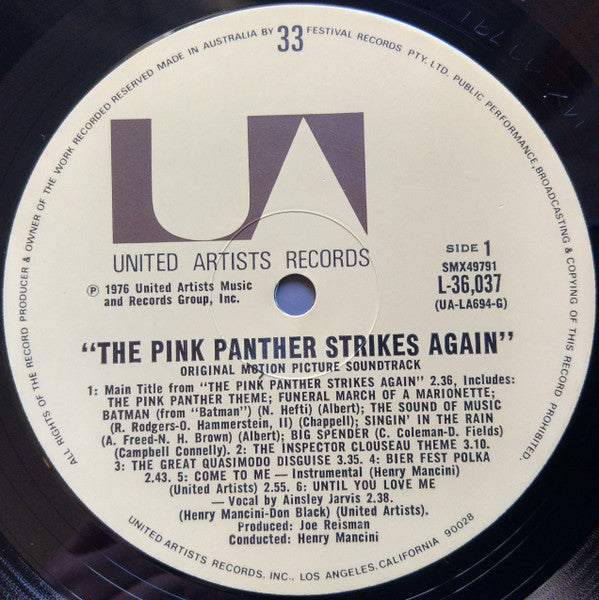 ALL RIGHTS OF THE RECORD PRODUCER & OWNER OF THE WORK RECORDED RESERVED MADE IN AUSTRALIA BY FESTIVAL RECORDS PTY. LTD. PUBLIC PERFORMANCE, BROADCASTING & COPYING OF THIS RECORD PROHIBITED.
33
UA
UNITED ARTISTS RECORDS
℗ 1976 United Artists Music
and Records Group, Inc.
SIDE 1
SMX49791
L-36,037
(UA-LA694-G)
"THE PINK PANTHER STRIKES AGAIN"
ORIGINAL MOTION PICTURE SOUNDTRACK
1: Main Title from "THE PINK PANTHER STRIKES AGAIN" 2.36, Includes:
THE PINK PANTHER THEME; FUNERAL MARCH OF A MARIONETTE;
BATMAN (from "Batman") (N. Hefti) (Albert); THE SOUND OF MUSIC
(R. Rodgers-O. Hammerstein, II) (Chappell); SINGIN' IN THE RAIN
(A. Freed-N. H. Brown) (Albert); BIG SPENDER (C. Coleman-D. Fields)
(Campbell Connelly). 2: THE INSPECTOR CLOUSEAU THEME 3.10.
3: THE GREAT QUASIMODO DISGUISE 3.35. 4: BIER FEST POLKA
2.43. 5: COME TO ME — Instrumental (Henry Mancini)
(United Artists) 2.55. 6: UNTIL YOU LOVE ME
— Vocal by Ainsley Jarvis 2.38.
(Henry Mancini-Don Black) (United Artists).
Produced: Joe Reisman
Conducted: Henry Mancini
UNITED ARTISTS RECORDS, INC., LOS ANGELES, CALIFORNIA 90028